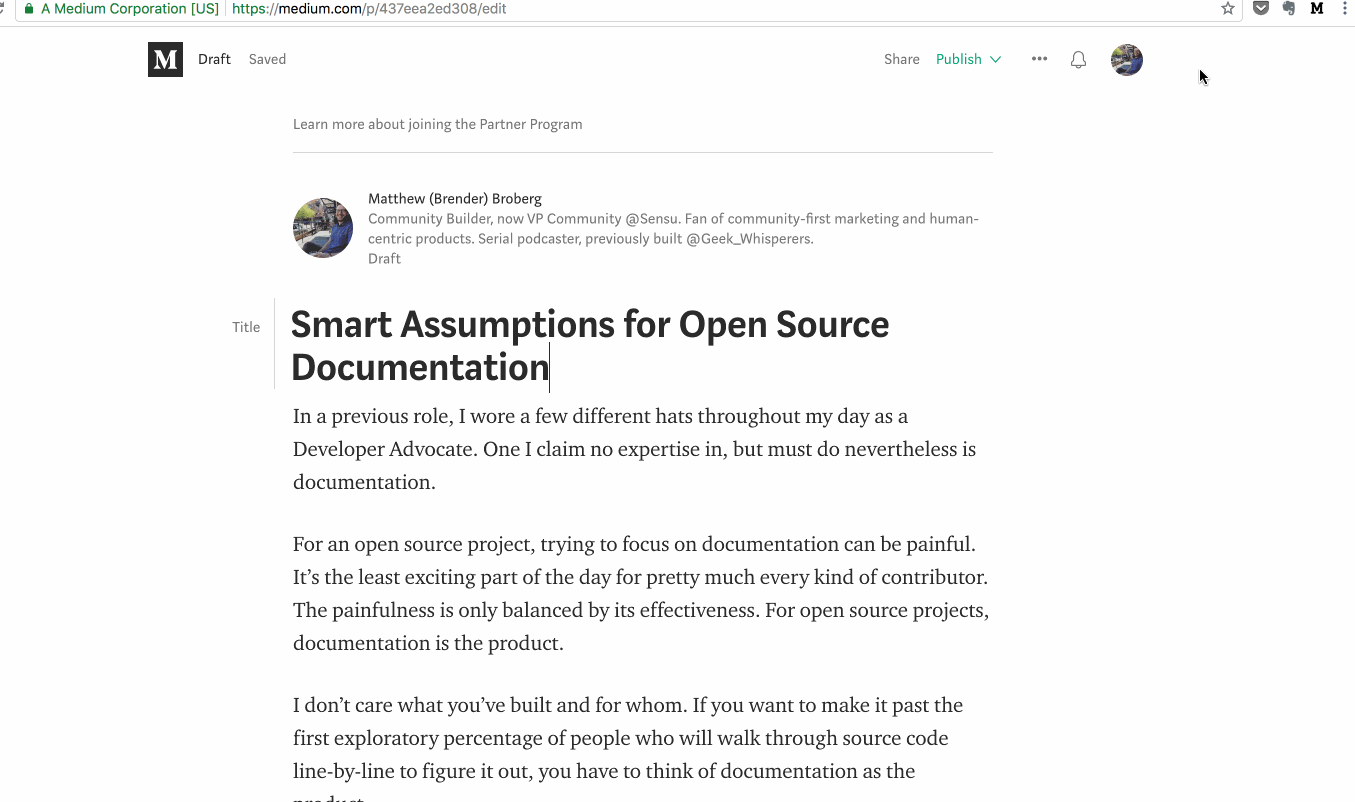 A Medium Corporation [US] https://medium.com/p/437eea2ed308/edit
M
M Draft Saved Share Publish
Learn more about joining the Partner Program
Matthew (Brender) Broberg
Community Builder, now VP Community @Sensu. Fan of community-first marketing and human-
centric products. Serial podcaster, previously built @Geek_Whisperers.
Draft
Title
Smart Assumptions for Open Source
Documentation
In a previous role, I wore a few different hats throughout my day as a
Developer Advocate. One I claim no expertise in, but must do nevertheless is
documentation.
For an open source project, trying to focus on documentation can be painful.
It’s the least exciting part of the day for pretty much every kind of contributor.
The painfulness is only balanced by its effectiveness. For open source projects,
documentation is the product.
I don’t care what you’ve built and for whom. If you want to make it past the
first exploratory percentage of people who will walk through source code
line-by-line to figure it out, you have to think of documentation as the
product.